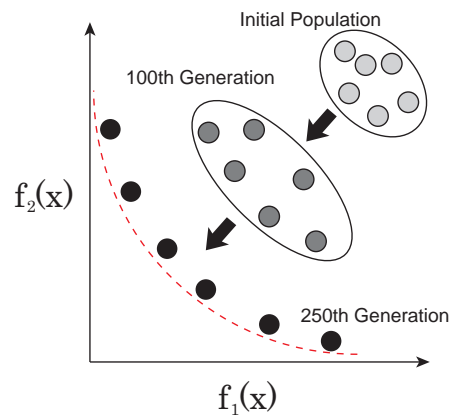 Initial Population
100th Generation
f₂(x)
250th Generation
f₁(x)